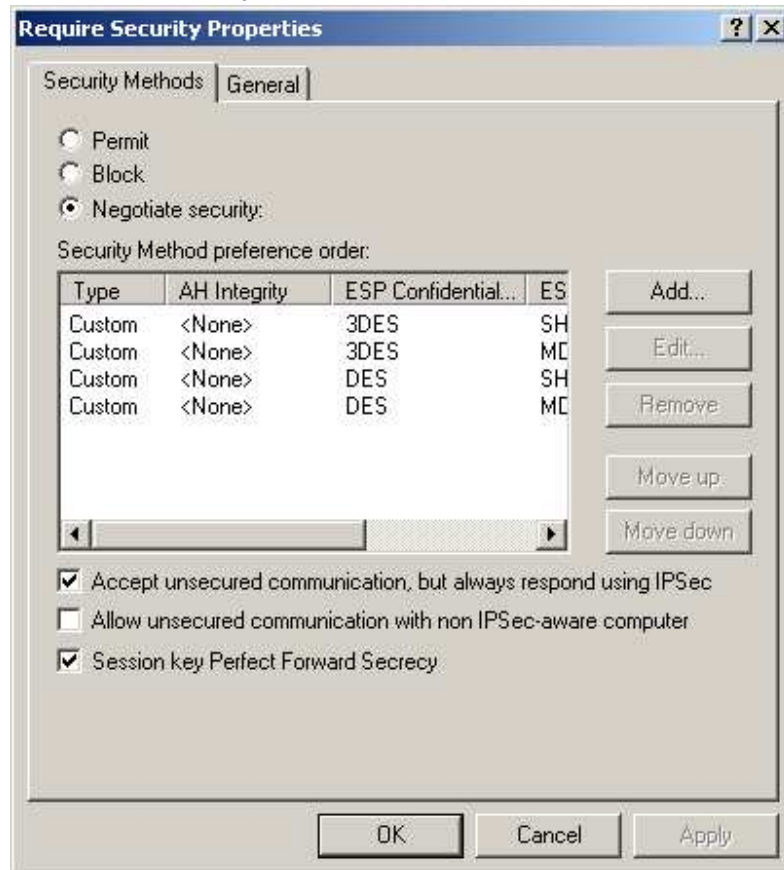 Require Security Properties
Security Methods General
Permit
Block
Negotiate security:
Security Method preference order:
Type AH Integrity ESP Confidential... ES
Custom <None> 3DES SH
Custom <None> 3DES MD
Custom <None> DES SH
Custom <None> DES MD
Add...
Edit...
Remove
Move up
Move down
Accept unsecured communication, but always respond using IPSec
Allow unsecured communication with non IPSec-aware computer
Session key Perfect Forward Secrecy
OK Cancel Apply